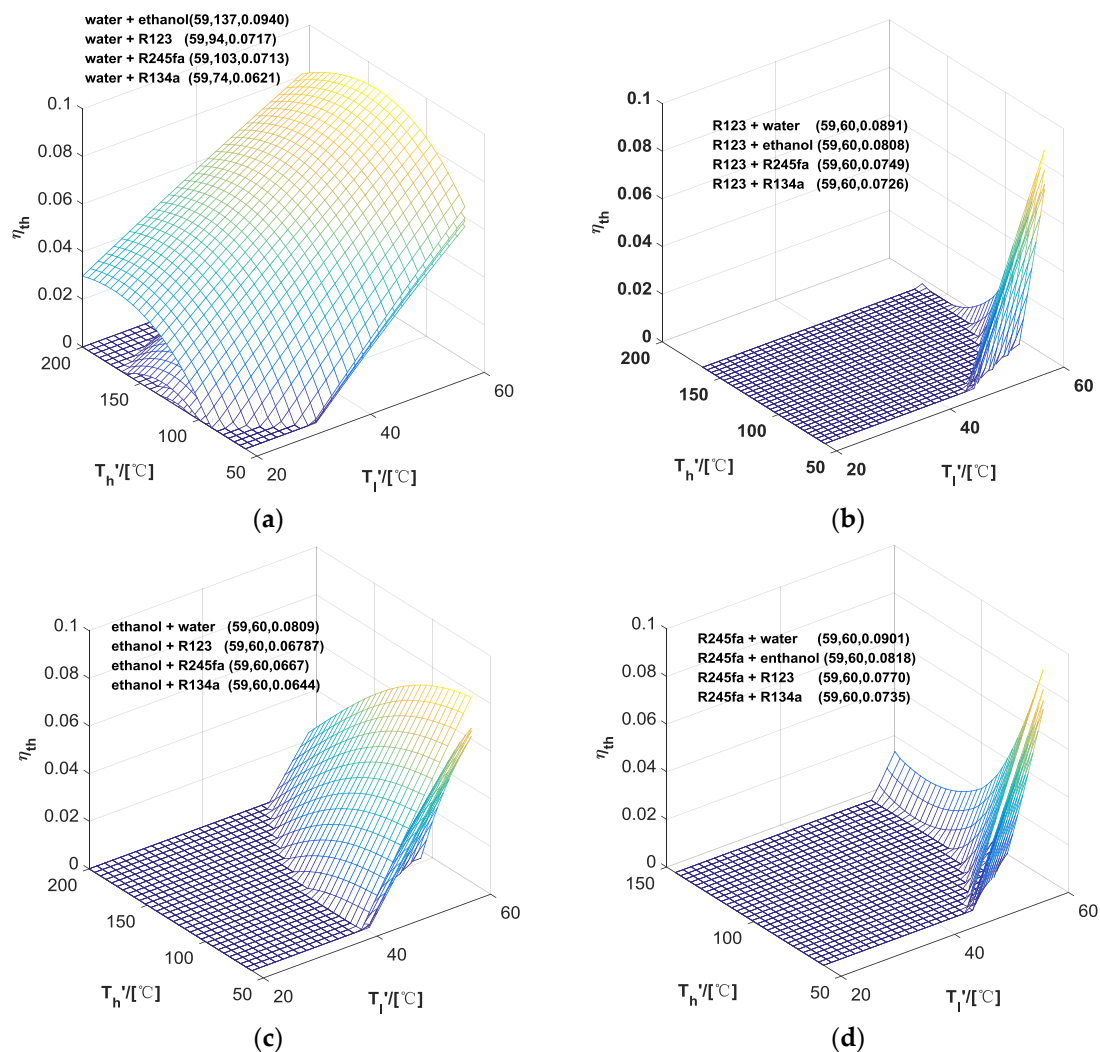 water + ethanol(59,137,0.0940)
water + R123 (59,94,0.0717)
water + R245fa (59,103,0.0713)
water + R134a (59,74,0.0621)
0.1
0.08
0.06
0.04
0.02
0
η_th
200
150
100
50
T_h'/[℃]
20
40
60
T_l'/[℃]
(a)
R123 + water (59,60,0.0891)
R123 + ethanol (59,60,0.0808)
R123 + R245fa (59,60,0.0749)
R123 + R134a (59,60,0.0726)
0.1
0.08
0.06
0.04
0.02
0
η_th
200
150
100
50
T_h'/[℃]
20
40
60
T_l'/[℃]
(b)
ethanol + water (59,60,0.0809)
ethanol + R123 (59,60,0.06787)
ethanol + R245fa (59,60,0667)
ethanol + R134a (59,60,0.0644)
0.1
0.08
0.06
0.04
0.02
0
η_th
200
150
100
50
T_h'/[℃]
20
40
60
T_l'/[℃]
(c)
R245fa + water (59,60,0.0901)
R245fa + enthanol (59,60,0.0818)
R245fa + R123 (59,60,0.0770)
R245fa + R134a (59,60,0.0735)
0.1
0.08
0.06
0.04
0.02
0
η_th
150
100
50
T_h'/[℃]
20
40
60
T_l'/[℃]
(d)